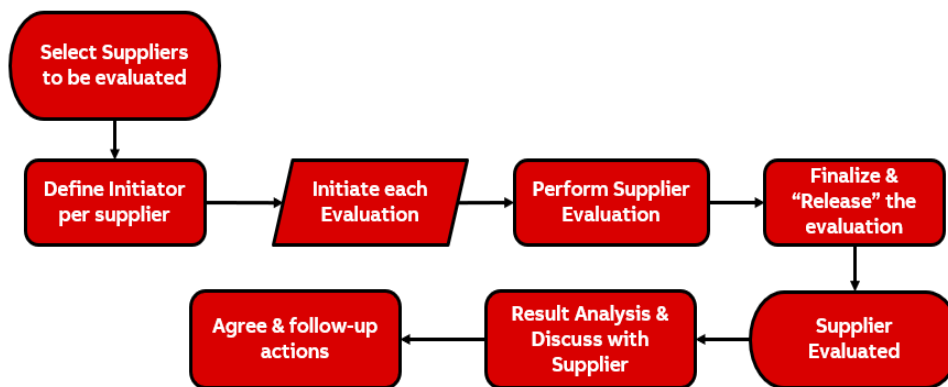 Select Suppliers
to be evaluated
Define Initiator
per supplier
Initiate each
Evaluation
Perform Supplier
Evaluation
Finalize &
“Release” the
evaluation
Supplier
Evaluated
Result Analysis &
Discuss with
Supplier
Agree & follow-up
actions